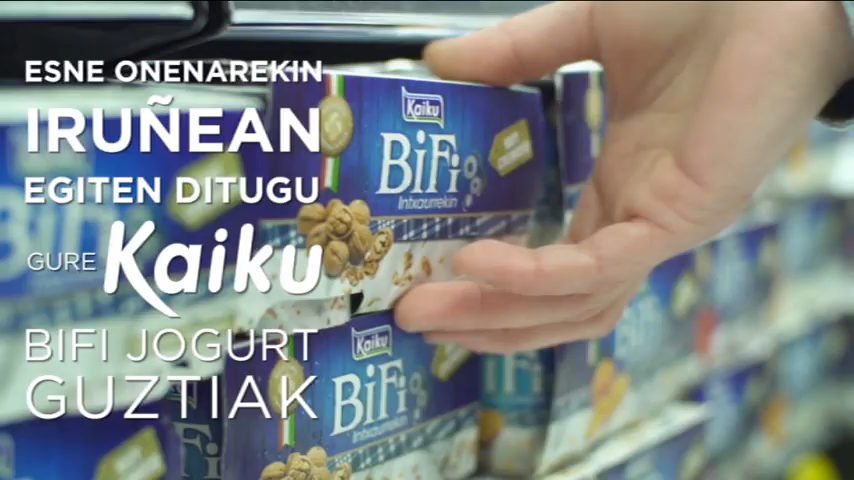 ESNE ONENAREKIN
IRUÑEAN
EGITEN DITUGU
GURE Kaiku
BIFI JOGURT
GUZTIAK
Kaiku
BiFi
Intxaurrekin
Kaiku
BiFi
Intxaurrekin